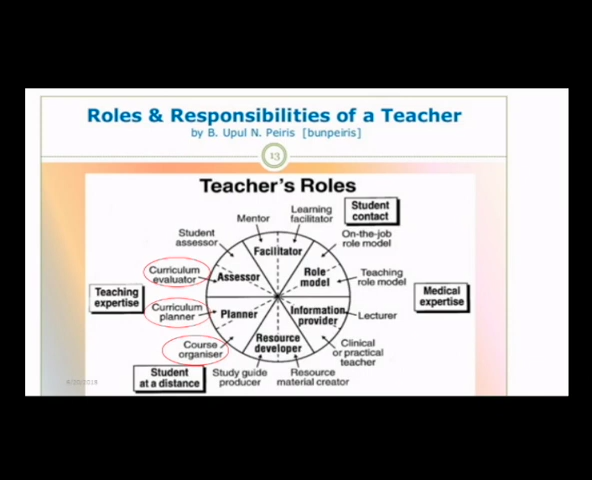 Roles & Responsibilities of a Teacher
by B. Upul N. Peiris [bunpeiris]
13
Teacher's Roles
Student
contact
Learning
facilitator
Mentor
Student
assessor
On-the-job
role model
Facilitator
Curriculum
evaluator
Assessor
Role
model
Teaching
role model
Teaching
expertise
Medical
expertise
Curriculum
planner
Planner
Information
provider
Lecturer
Course
organiser
Resource
developer
Clinical
or practical
teacher
Student
at a distance
Study guide
producer
Resource
material creator